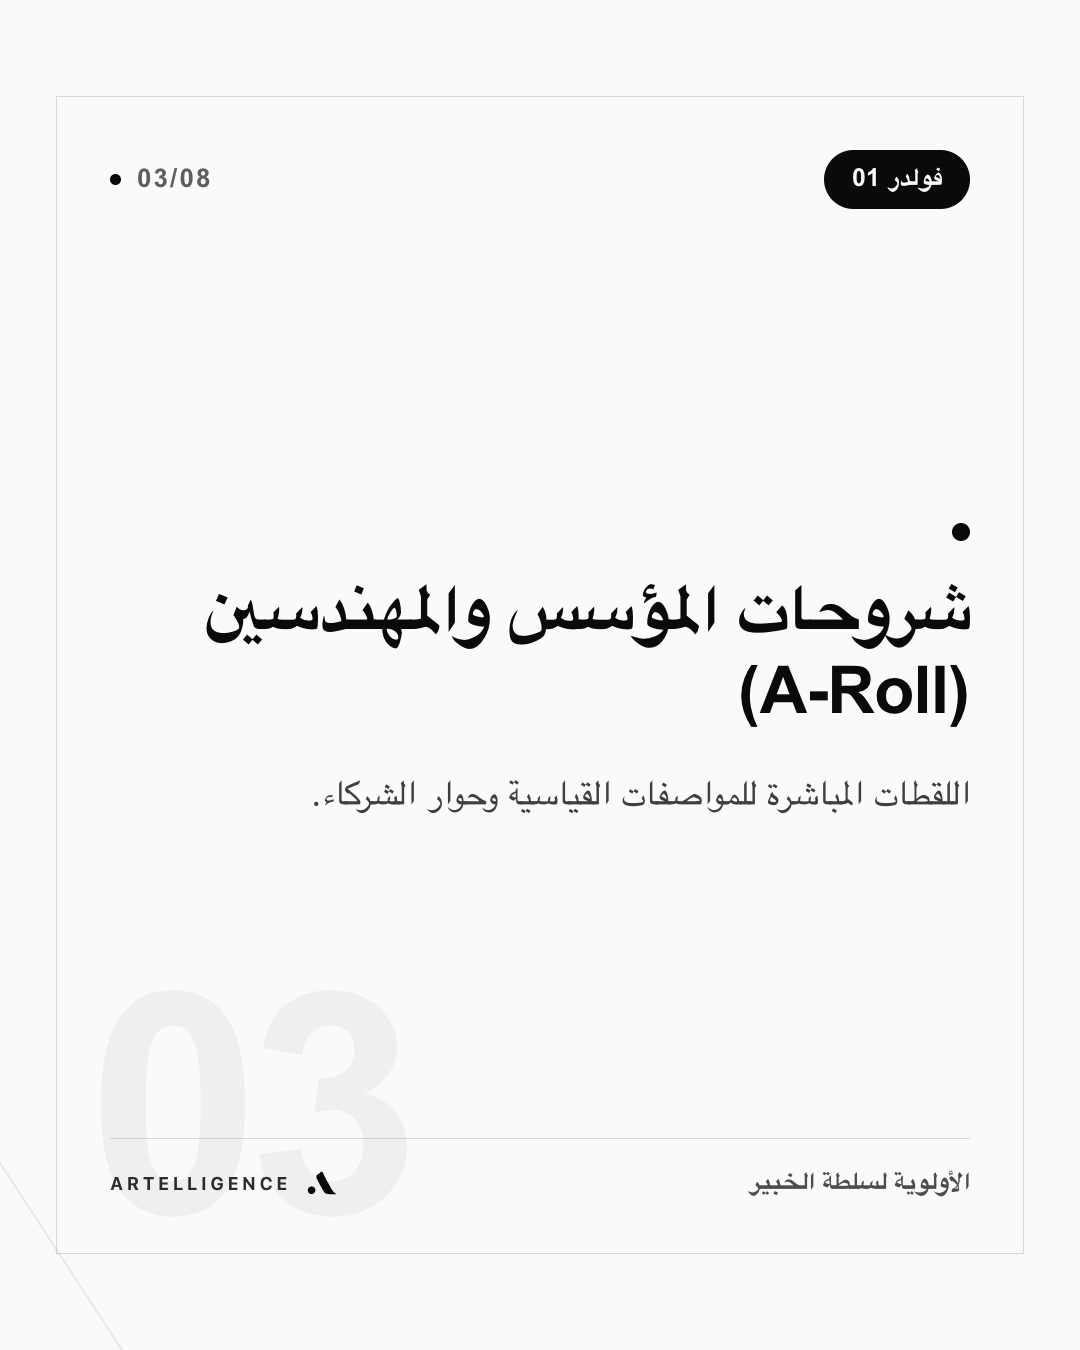 فولدر 01
03/08
شروحات المؤسس والمهندسين
(A-Roll)
اللقطات المباشرة للمواصفات القياسية وحوار الشركاء.
03
الأولوية لسلطة الخبير
ARTELLIGENCE